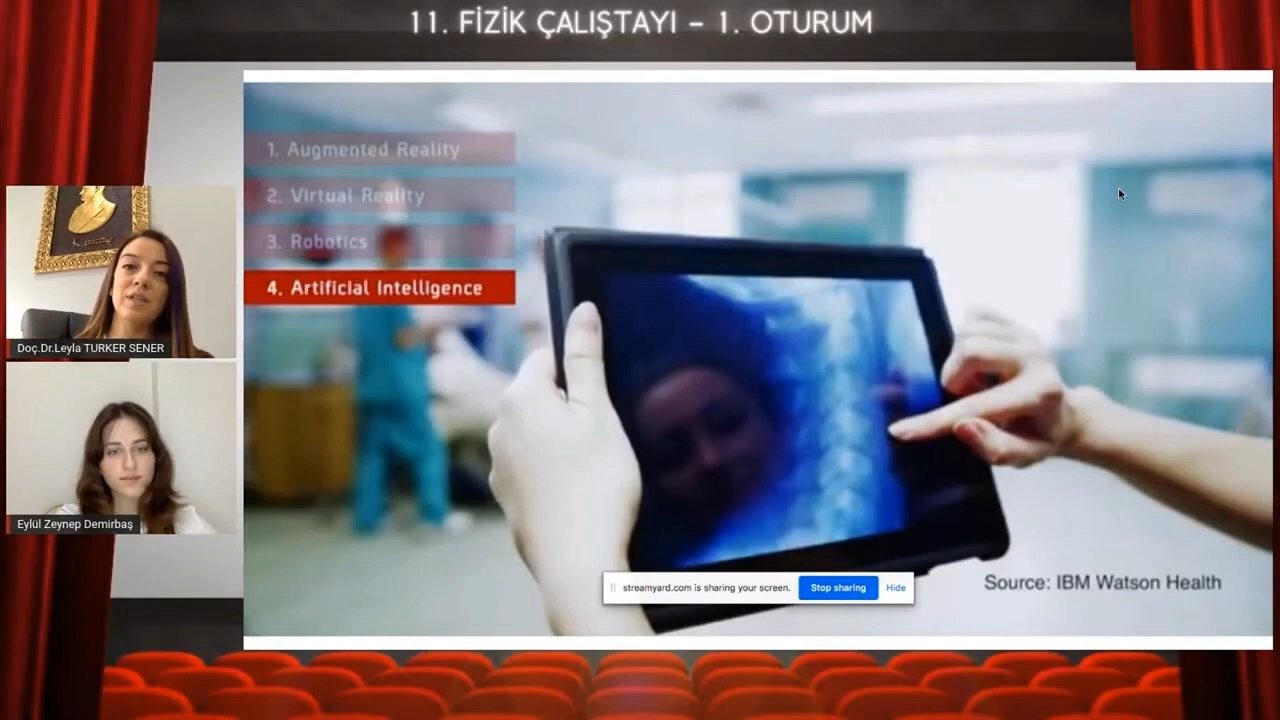 11. FİZİK ÇALIŞTAYI – 1. OTURUM
1. Augmented Reality
2. Virtual Reality
3. Robotics
4. Artificial Intelligence
Doç.Dr.Leyla TURKER SENER
Eylül Zeynep Demirbaş
streamyard.com is sharing your screen. Stop sharing Hide
Source: IBM Watson Health